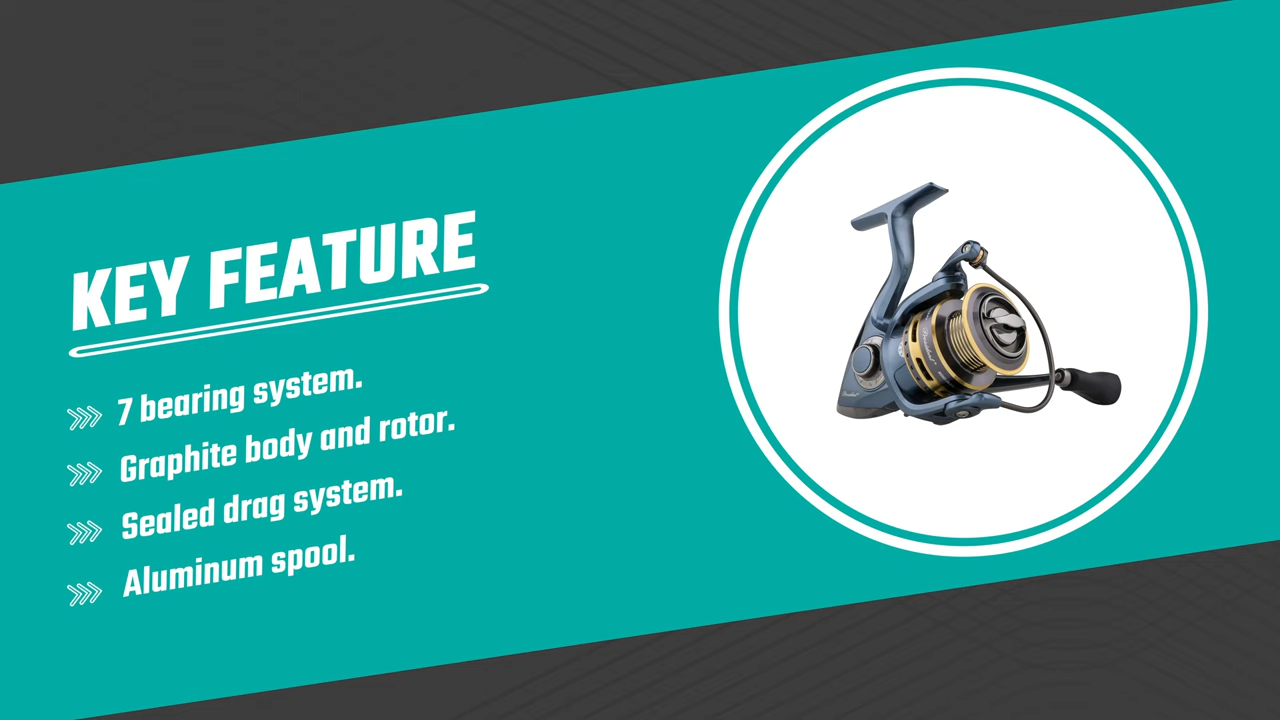 KEY FEATURE
7 bearing system.
Graphite body and rotor.
Sealed drag system.
Aluminum spool.